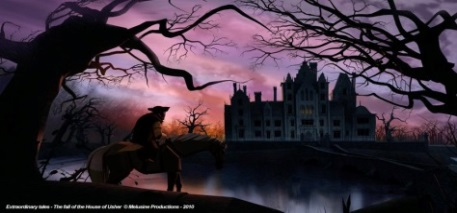 Extraordinary tales - The fall of the House of Usher © Melusine Productions - 2010